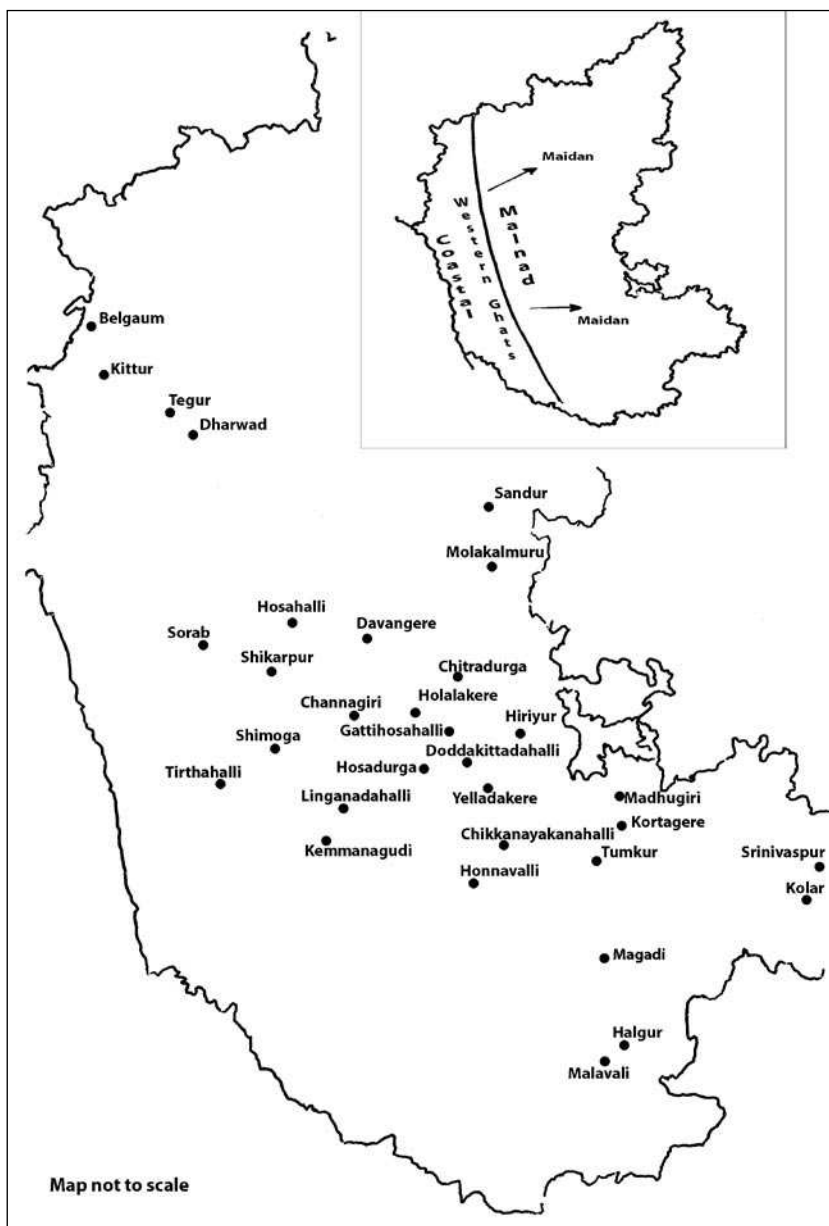 Maidan
Malnad
Western Ghats
Coastal
Maidan
Belgaum
Kittur
Tegur
Dharwad
Sandur
Molakalmuru
Hosahalli
Davangere
Sorab
Shikarpur
Chitradurga
Channagiri
Holalakere
Gattihosahalli
Hiriyur
Shimoga
Doddakittadahalli
Tirthahalli
Hosadurga
Linganadahalli
Yelladakere
Madhugiri
Kortagere
Chikkanayakanahalli
Kemmanagudi
Tumkur
Srinivaspur
Honnavalli
Kolar
Magadi
Halgur
Malavali
Map not to scale